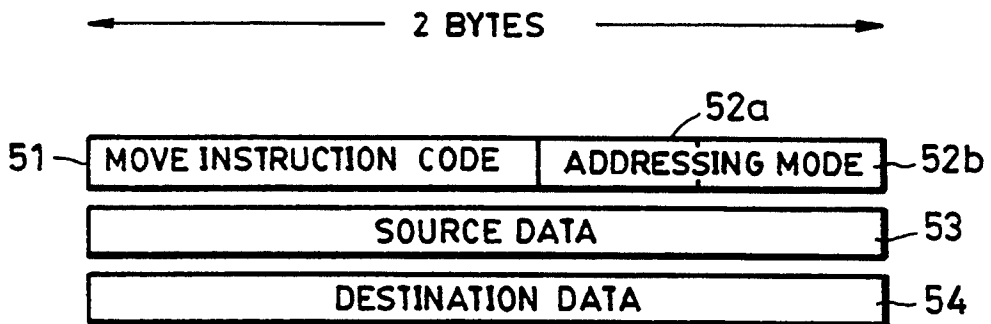 2 BYTES
52a
51 MOVE INSTRUCTION CODE ADDRESSING MODE 52b
SOURCE DATA 53
DESTINATION DATA 54